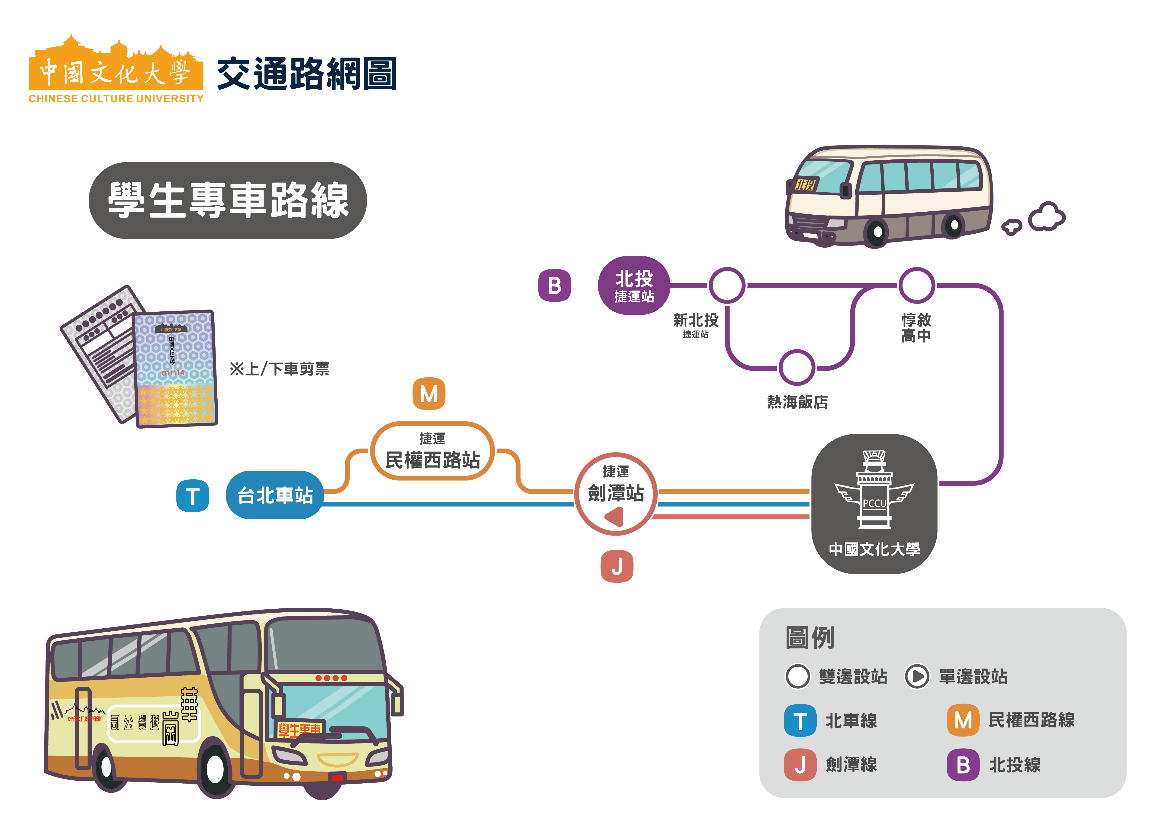 中國文化大學
CHINESE CULTURE UNIVERSITY
交通路網圖
學生專車路線
※上/下車剪票
B
北投
捷運站
新北投
捷運站
熱海飯店
惇敘
高中
M
捷運
民權西路站
T
台北車站
捷運
劍潭站
J
PCCU
中國文化大學
學生專車
圖例
雙邊設站
單邊設站
T
北車線
M
民權西路線
J
劍潭線
B
北投線